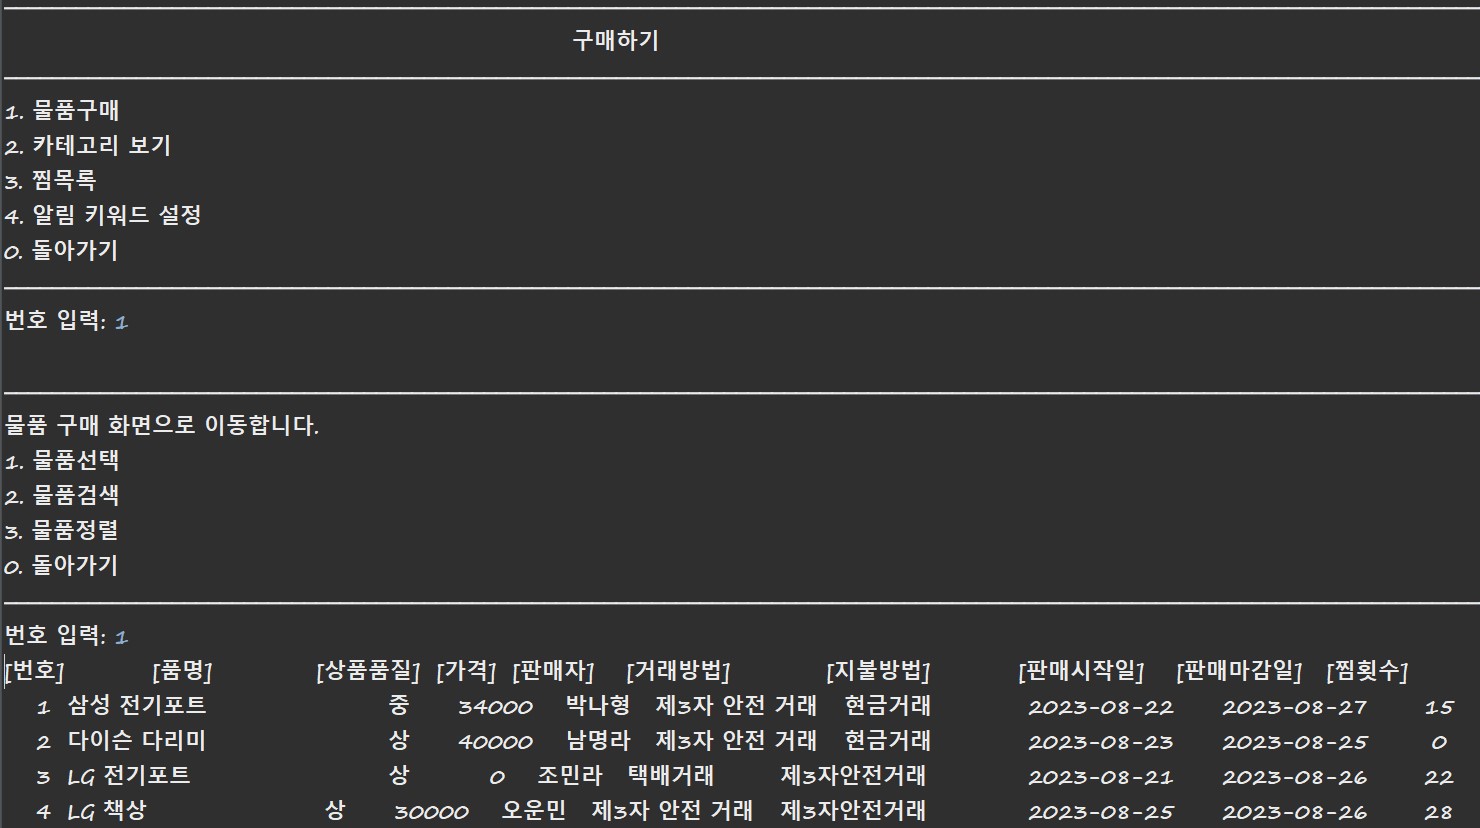 구매하기
1. 물품구매
2. 카테고리 보기
3. 찜목록
4. 알림 키워드 설정
0. 돌아가기
번호 입력: 1
물품 구매 화면으로 이동합니다.
1. 물품선택
2. 물품검색
3. 물품정렬
0. 돌아가기
번호 입력: 1
[번호] [품명] [상품품질] [가격] [판매자] [거래방법] [지불방법] [판매시작일] [판매마감일] [찜횟수]
1 삼성 전기포트 중 34000 박나형 제3자 안전 거래 현금거래 2023-08-22 2023-08-27 15
2 다이슨 다리미 상 40000 남명라 제3자 안전 거래 현금거래 2023-08-23 2023-08-25 0
3 LG 전기포트 상 0 조민라 택배거래 제3자안전거래 2023-08-21 2023-08-26 22
4 LG 책상 상 30000 오운민 제3자 안전 거래 제3자안전거래 2023-08-25 2023-08-26 28